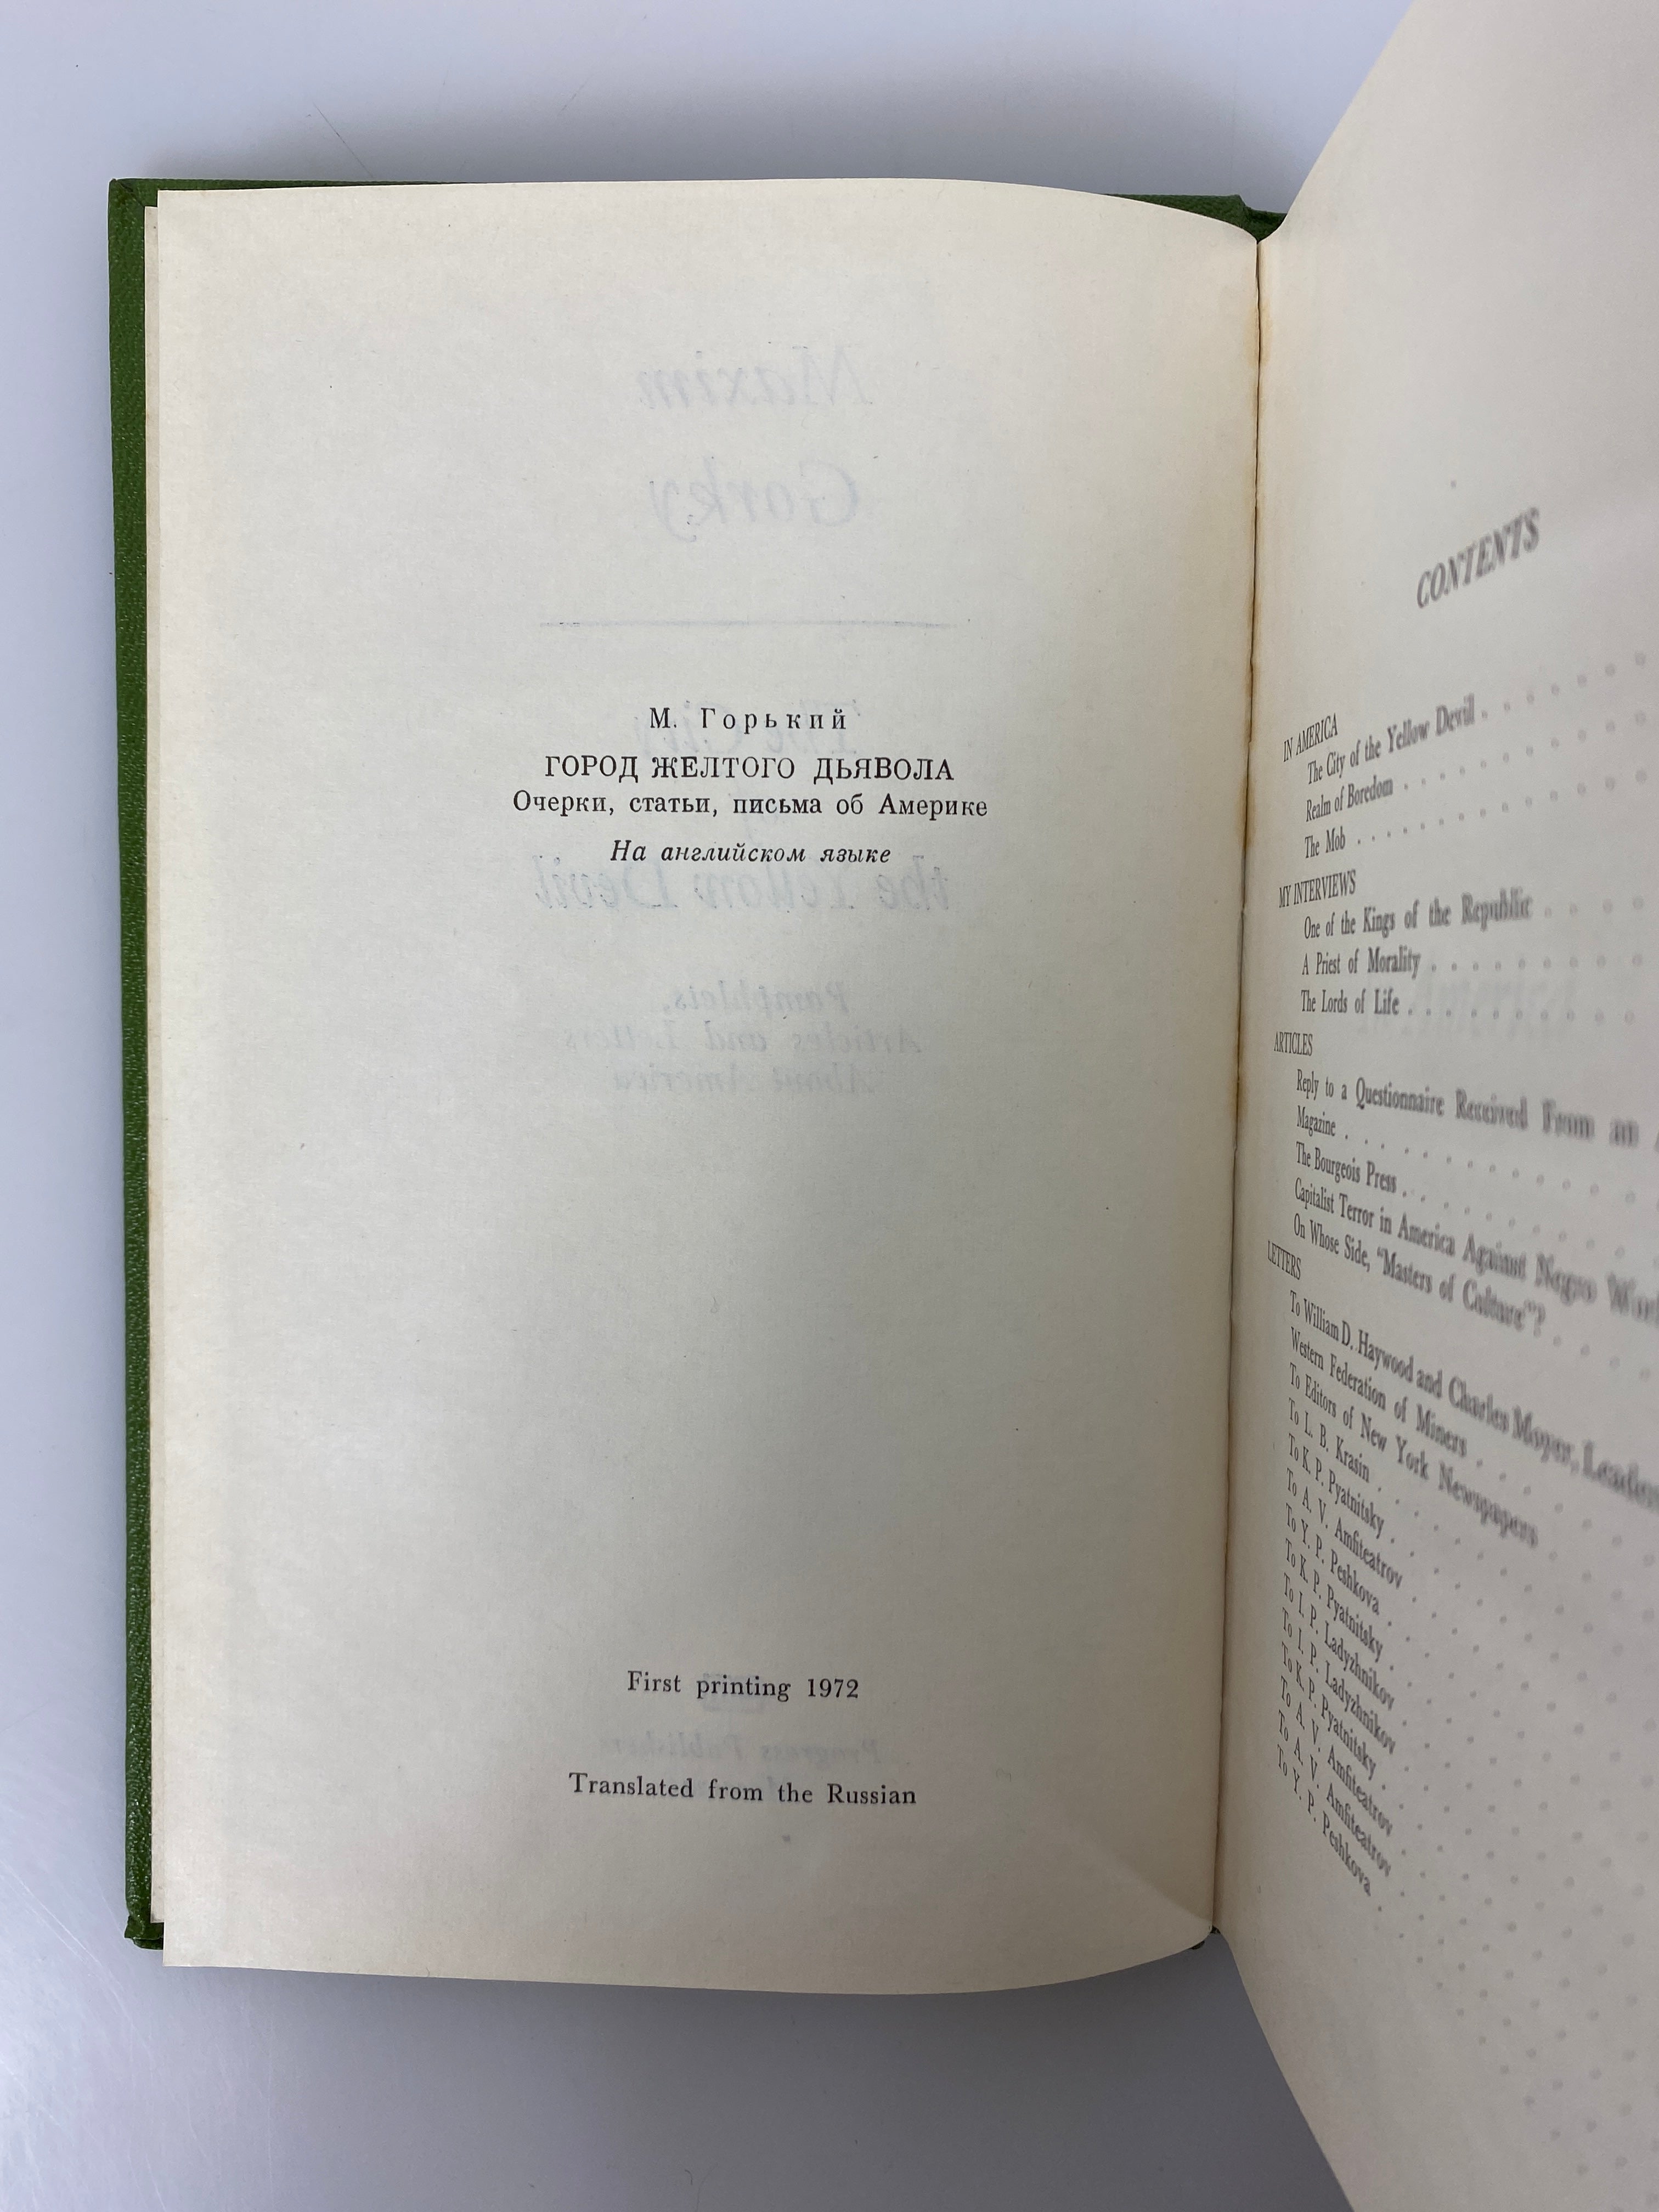 М. Горький
ГОРОД ЖЕЛТОГО ДЬЯВОЛА
Очерки, статьи, письма об Америке
На английском языке
First printing 1972
Translated from the Russian
CONTENTS
IN AMERICA
The City of the Yellow Devil
Realm of Boredom
The Mob
MY INTERVIEWS
One of the Kings of the Republic
A Priest of Morality
The Lords of Life
ARTICLES
Reply to a Questionnaire Received From an
Magazine
The Bourgeois Press
Capitalist Terror in America Against Negro
On Whose Side, "Masters of Culture"?
LETTERS
To William D. Haywood and Charles Moyer,
Western Federation of Miners
To Editors of New York Newspapers
To L. B. Krasin
To K. P. Pyatnitsky
To A. V. Amfiteatrov
To Y. P. Peshkova
To K. P. Pyatnitsky
To I. P. Ladyzhnikov
To I. P. Ladyzhnikov
To K. P. Pyatnitsky
To A. V. Amfiteatrov
To A. V. Amfiteatrov
To Y. P. Peshkova